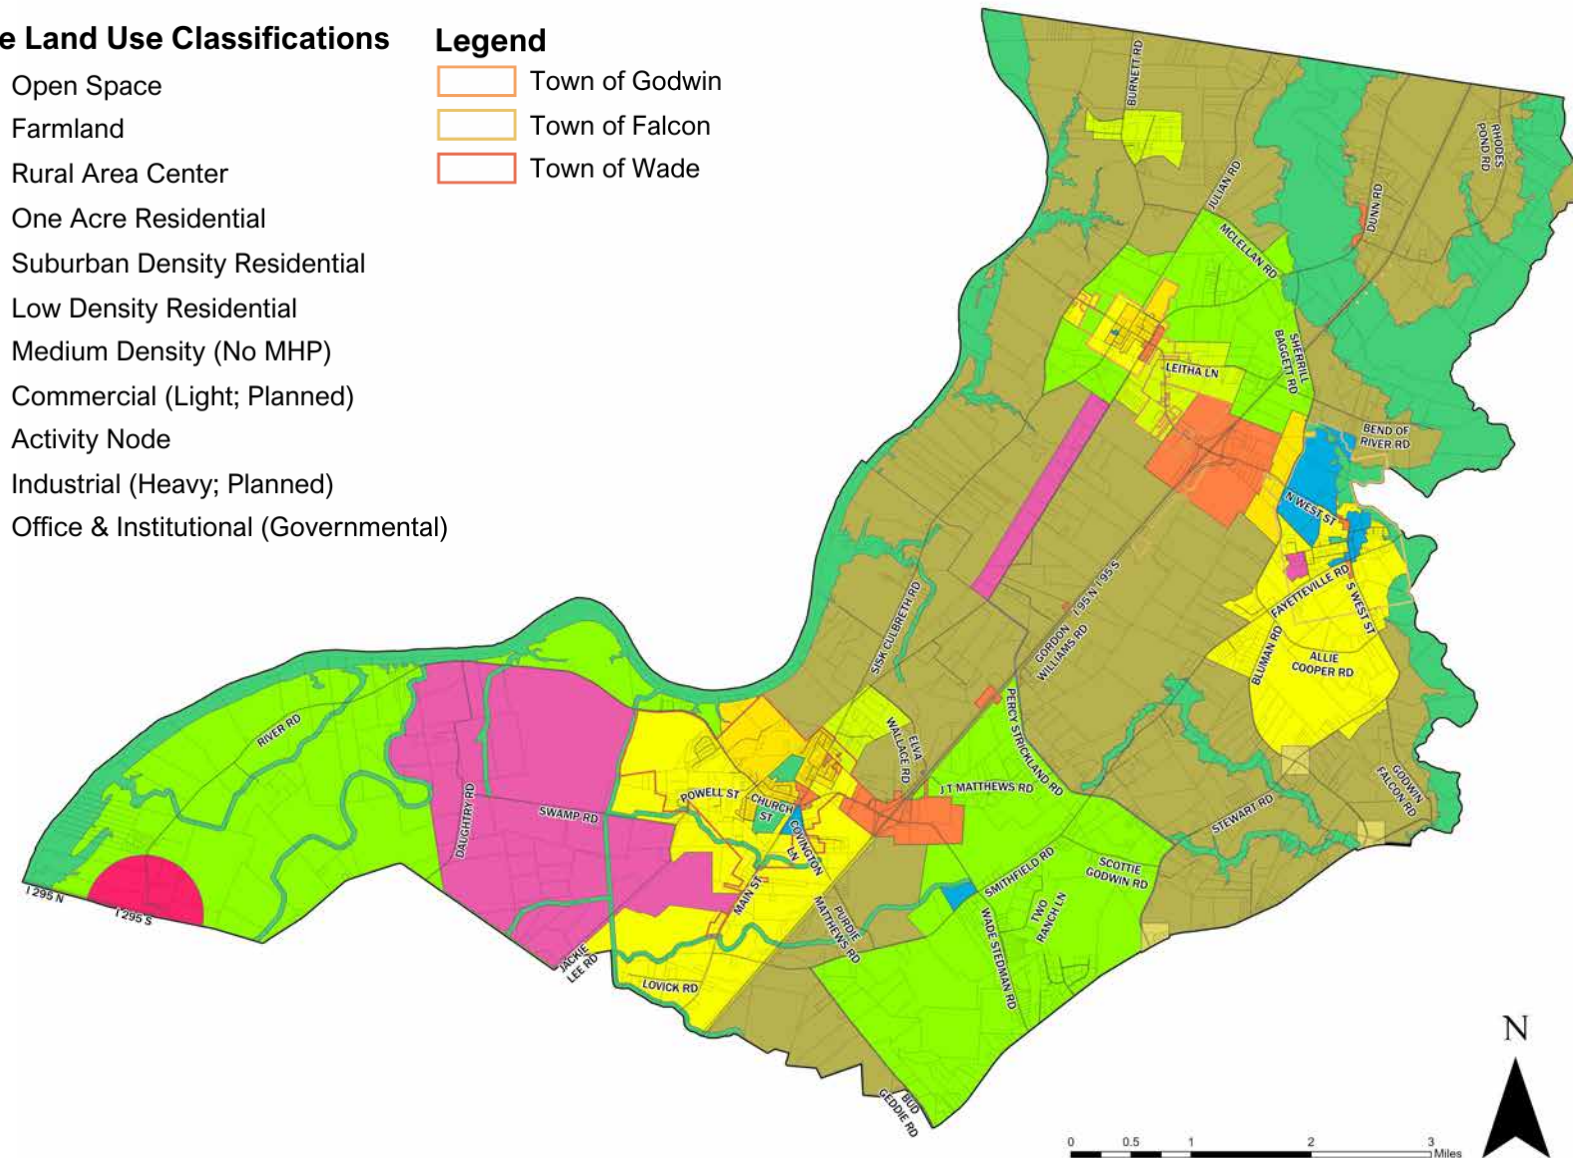 e Land Use Classifications
Open Space
Farmland
Rural Area Center
One Acre Residential
Suburban Density Residential
Low Density Residential
Medium Density (No MHP)
Commercial (Light; Planned)
Activity Node
Industrial (Heavy; Planned)
Office & Institutional (Governmental)
Legend
Town of Godwin
Town of Falcon
Town of Wade
BURNETT RD
RHODES
POND RD
JULIAN RD
DUNN RD
MCLELLAN RD
SHERRILL
BAGGETT RD
LEITHA LN
BEND OF
RIVER RD
N WEST ST
FAYETTEVILLE RD
S WEST ST
BLUMAN RD
ALLIE
COOPER RD
I 95 N I 95 S
GORDON
WILLIAMS RD
SISK CULBRETH RD
PERCY STRICKLAND RD
ELVA
WALLACE RD
J T MATTHEWS RD
GODWIN
FALCON RD
STEWART RD
RIVER RD
DAUGHTRY RD
SWAMP RD
POWELL ST
CHURCH
ST
COVINGTON
LN
MAIN ST
PURDIE
MATTHEWS RD
SMITHFIELD RD
SCOTTIE
GODWIN RD
TWO
RANCH LN
WADE STEDMAN RD
I 295 N
I 295 S
JACKIE
LEE RD
LOVICK RD
BUD
GEDDIE RD
N
0 0.5 1 2 3
Miles